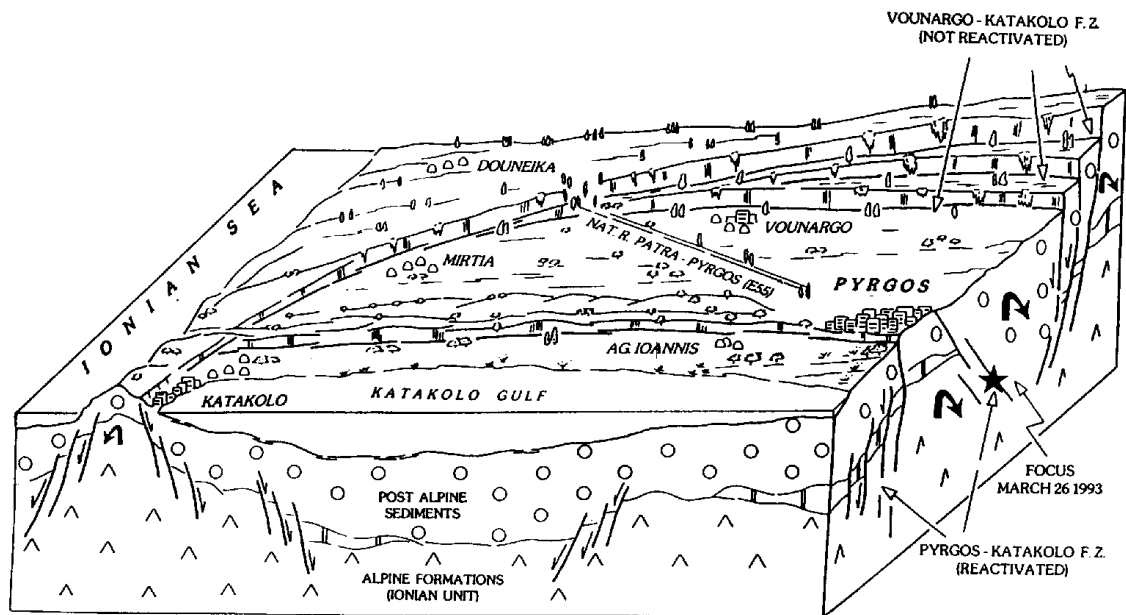 VOUNARGO - KATAKOLO F. Z.
(NOT REACTIVATED)
IONIAN SEA
DOUNEIKA
VOUNARGO
NAT. R. PATRA - PYRGOS (E55)
MIRTIA
PYRGOS
AG. IOANNIS
KATAKOLO
KATAKOLO GULF
POST ALPINE
SEDIMENTS
ALPINE FORMATIONS
(IONIAN UNIT)
FOCUS
MARCH 26 1993
PYRGOS - KATAKOLO F. Z.
(REACTIVATED)